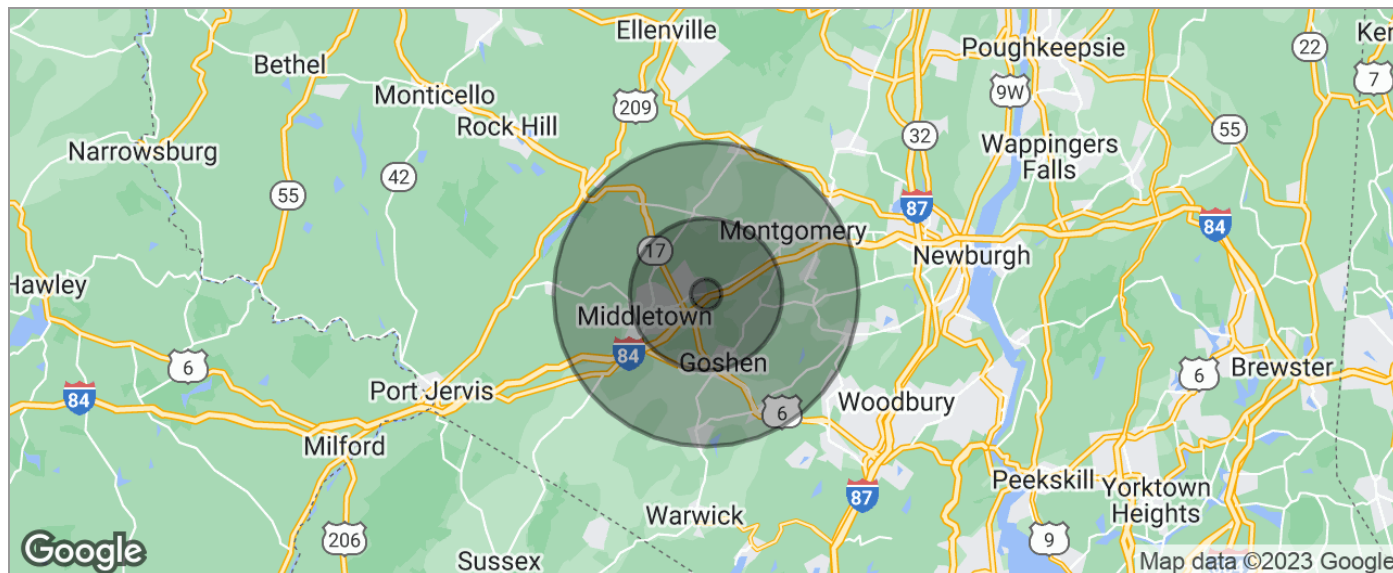 Ellenville
Poughkeepsie
22
Ker
Bethel
7
Monticello
9W
209
Rock Hill
32
55
Narrowsburg
Wappingers
Falls
42
55
87
84
Montgomery
17
Newburgh
Hawley
Middletown
84
Goshen
6
6
Brewster
Port Jervis
84
Woodbury
6
Milford
Peekskill
Yorktown
Heights
87
Warwick
206
9
Google
Sussex
Map data ©2023 Google